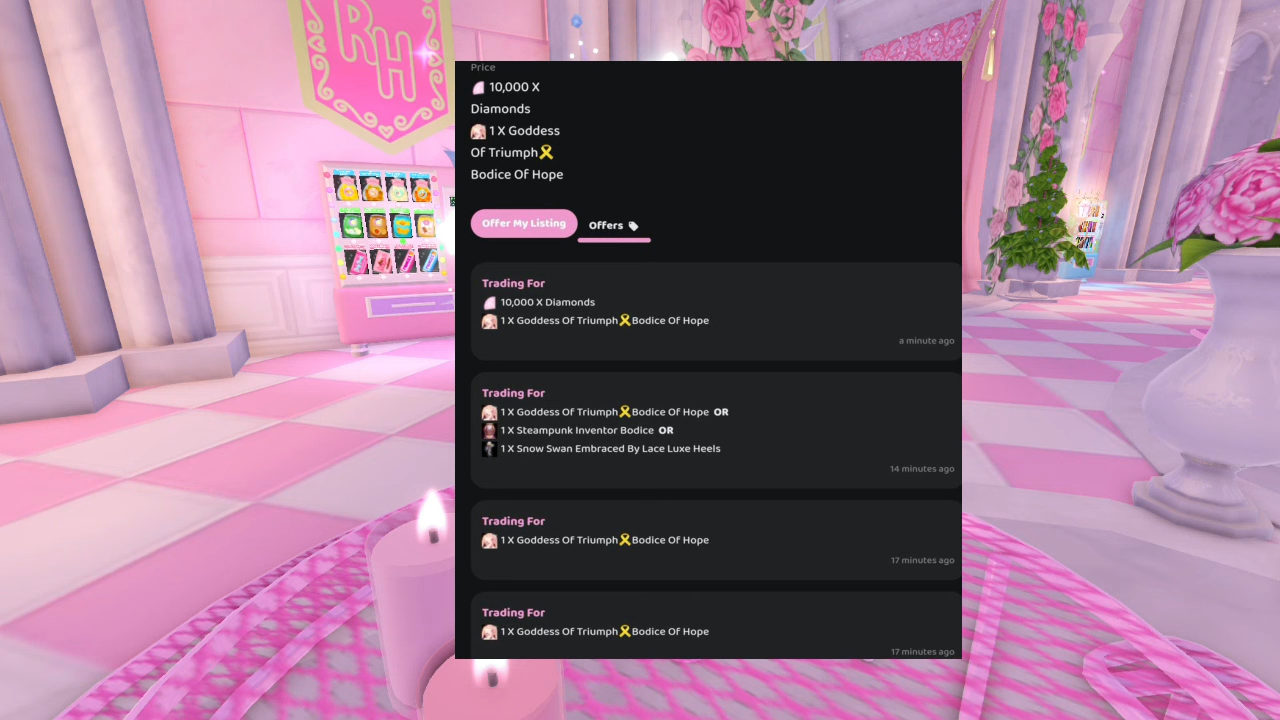 RH
Price
10,000 X
Diamonds
1 X Goddess
Of Triumph🎗️
Bodice Of Hope
Offer My Listing
Offers
Trading For
10,000 X Diamonds
1 X Goddess Of Triumph🎗️Bodice Of Hope
a minute ago
Trading For
1 X Goddess Of Triumph🎗️Bodice Of Hope OR
1 X Steampunk Inventor Bodice OR
1 X Snow Swan Embraced By Lace Luxe Heels
14 minutes ago
Trading For
1 X Goddess Of Triumph🎗️Bodice Of Hope
17 minutes ago
Trading For
1 X Goddess Of Triumph🎗️Bodice Of Hope
17 minutes ago